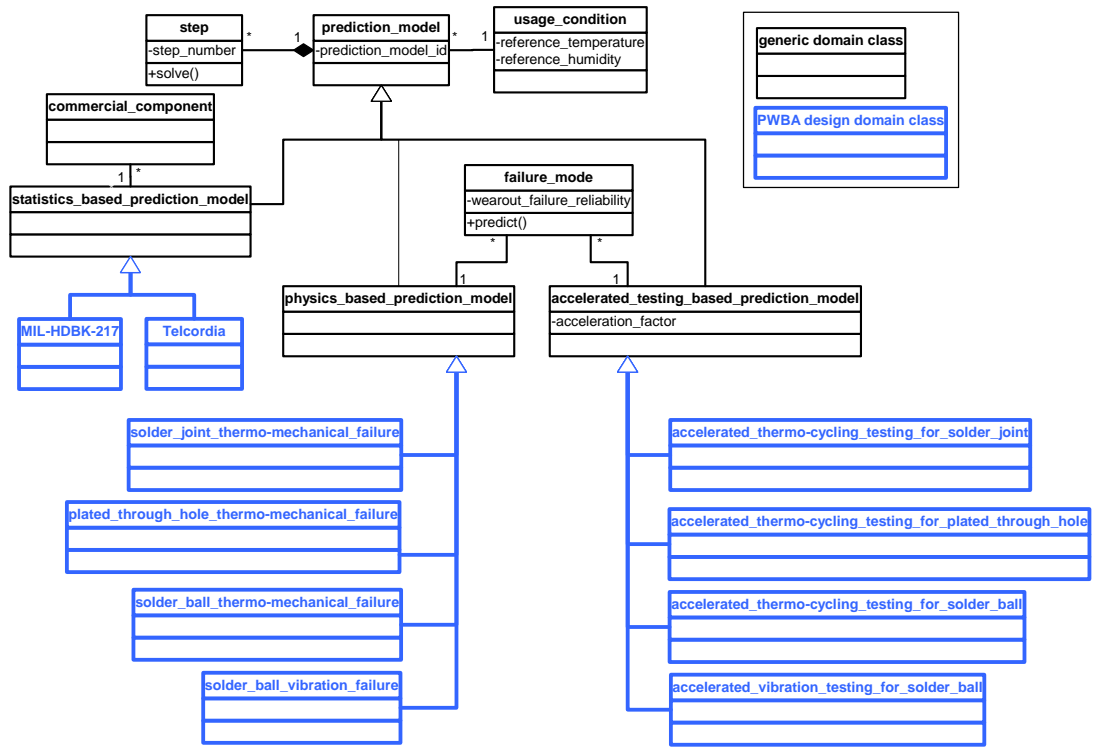 step
-step_number
+solve()
*
1
prediction_model
-prediction_model_id
*
1
usage_condition
-reference_temperature
-reference_humidity
generic domain class
PWBA design domain class
commercial_component
1
*
statistics_based_prediction_model
failure_mode
-wearout_failure_reliability
+predict()
*
*
1
1
physics_based_prediction_model
accelerated_testing_based_prediction_model
-acceleration_factor
MIL-HDBK-217
Telcordia
solder_joint_thermo-mechanical_failure
plated_through_hole_thermo-mechanical_failure
solder_ball_thermo-mechanical_failure
solder_ball_vibration_failure
accelerated_thermo-cycling_testing_for_solder_joint
accelerated_thermo-cycling_testing_for_plated_through_hole
accelerated_thermo-cycling_testing_for_solder_ball
accelerated_vibration_testing_for_solder_ball